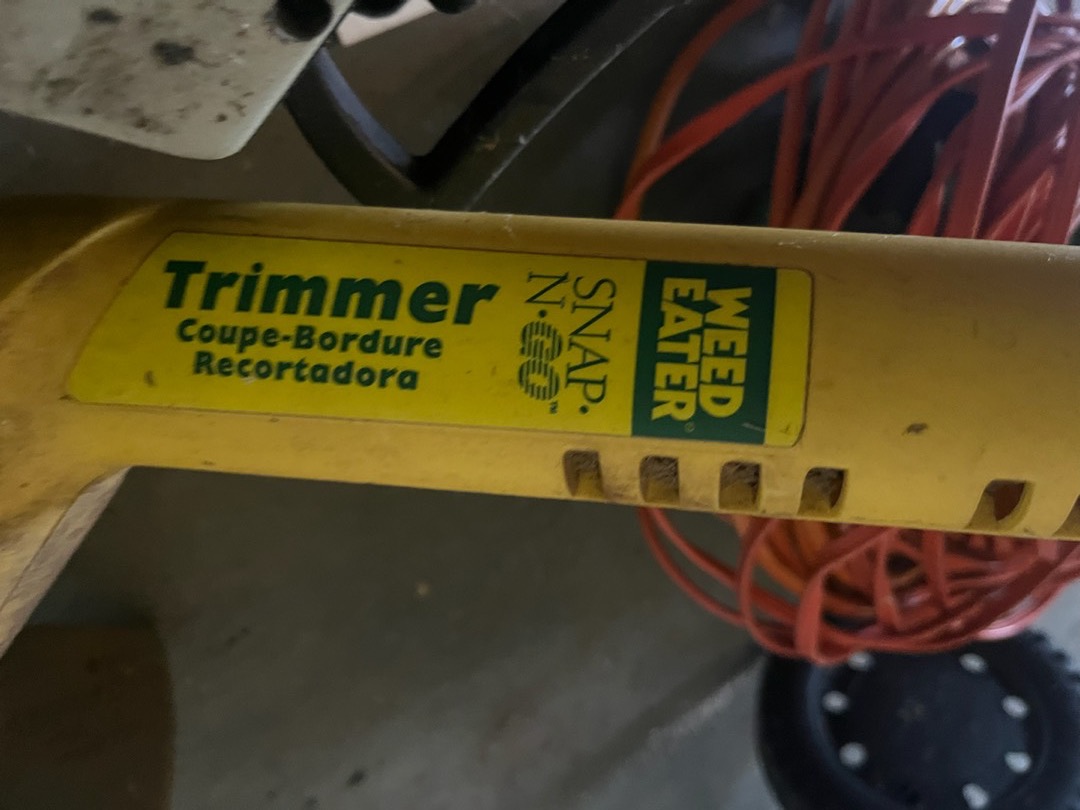 Trimmer
Coupe-Bordure
Recortadora
SNAP·
N·GO™
WEED
EATER®